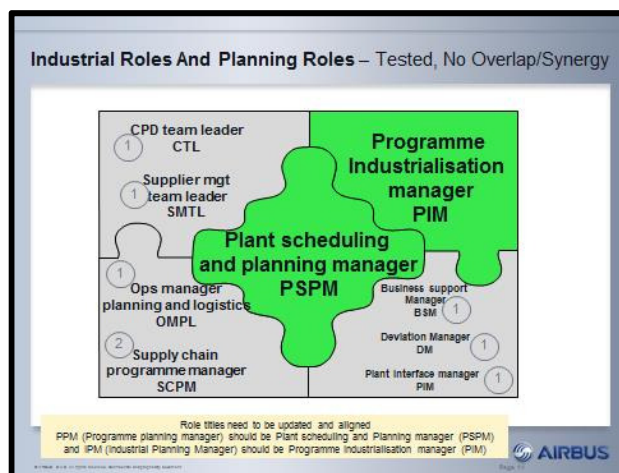 Industrial Roles And Planning Roles – Tested, No Overlap/Synergy
CPD team leader
CTL
1
Supplier mgt
team leader
SMTL
1
Programme
Industrialisation
manager
PIM
Plant scheduling
and planning manager
PSPM
1
Ops manager
planning and logistics
OMPL
2
Supply chain
programme manager
SCPM
Business support
Manager
BSM
1
Deviation Manager
DM
1
Plant Interface manager
PIM
1
Role titles need to be updated and aligned
PPM (Programme planning manager) should be Plant scheduling and Planning manager (PSPM)
and IPM (Industrial Planning Manager) should be Programme Industrialisation manager (PIM)
AIRBUS